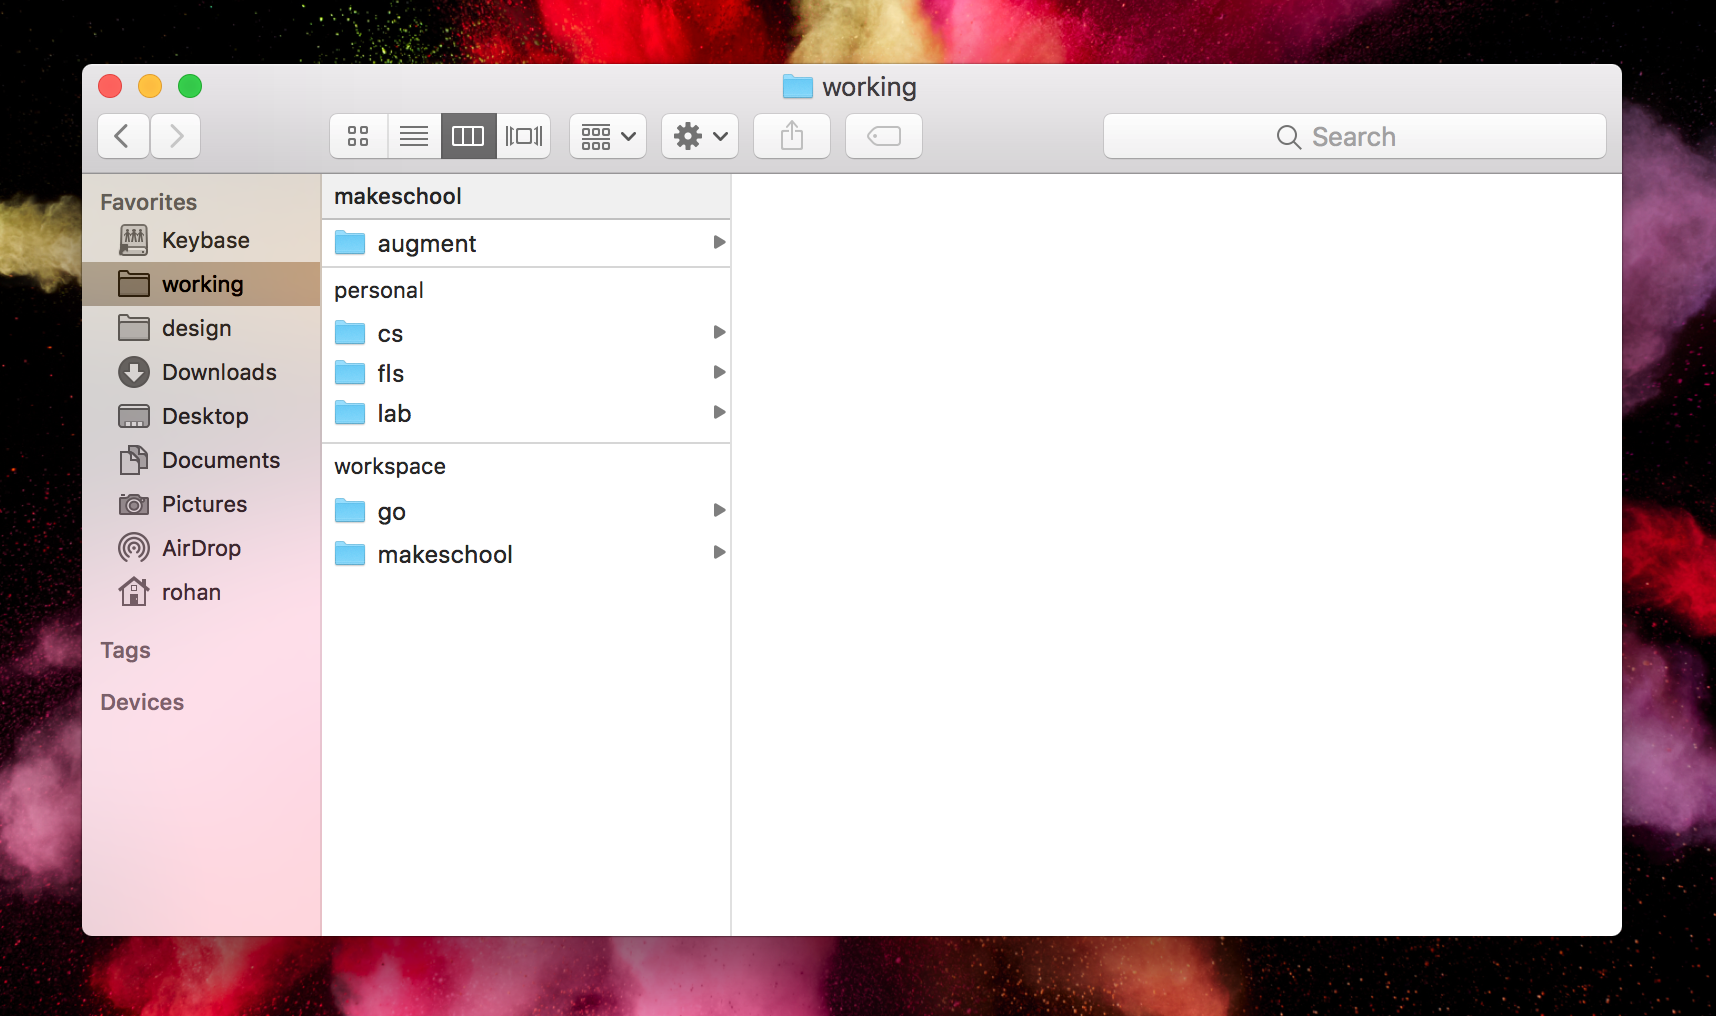 working
Search
Favorites
Keybase
working
design
Downloads
Desktop
Documents
Pictures
AirDrop
rohan
Tags
Devices
makeschool
augment
personal
cs
fls
lab
workspace
go
makeschool